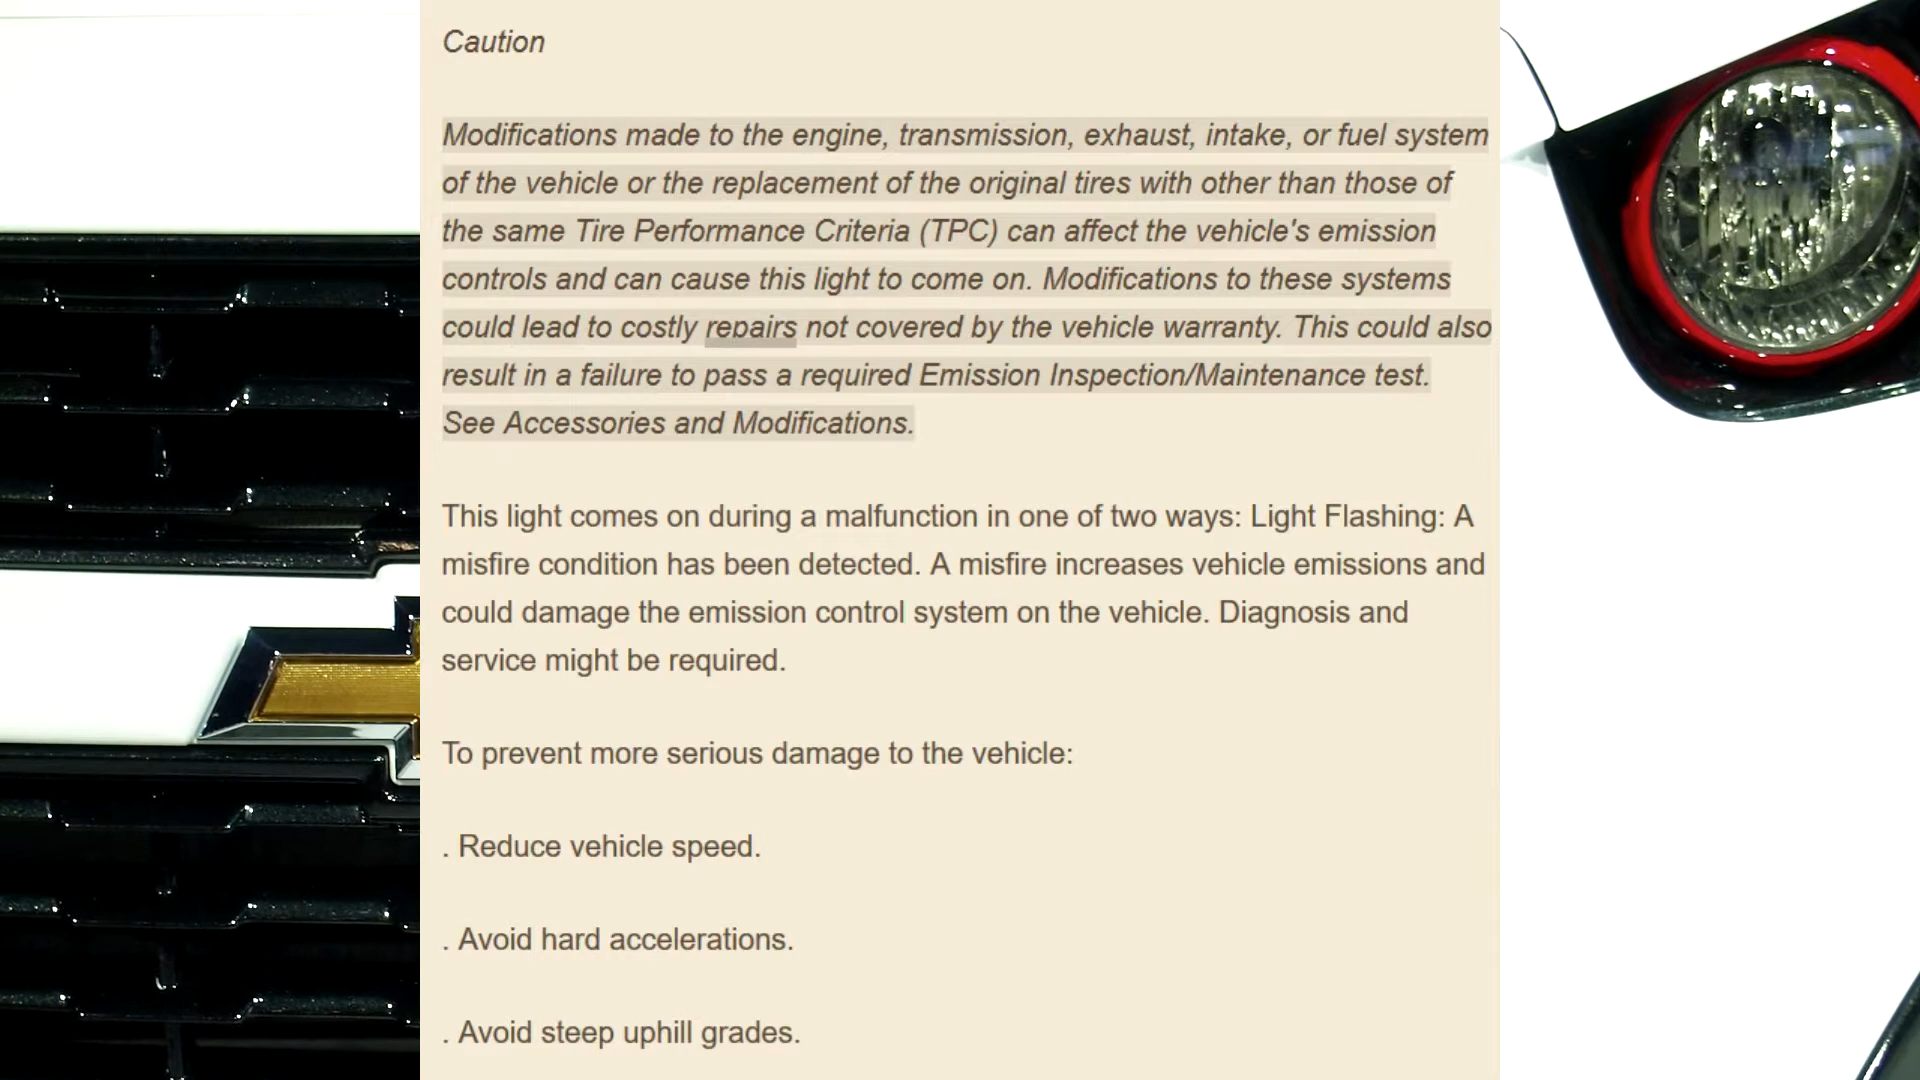 Caution
Modifications made to the engine, transmission, exhaust, intake, or fuel system
of the vehicle or the replacement of the original tires with other than those of
the same Tire Performance Criteria (TPC) can affect the vehicle's emission
controls and can cause this light to come on. Modifications to these systems
could lead to costly repairs not covered by the vehicle warranty. This could also
result in a failure to pass a required Emission Inspection/Maintenance test.
See Accessories and Modifications.
This light comes on during a malfunction in one of two ways: Light Flashing: A
misfire condition has been detected. A misfire increases vehicle emissions and
could damage the emission control system on the vehicle. Diagnosis and
service might be required.
To prevent more serious damage to the vehicle:
. Reduce vehicle speed.
. Avoid hard accelerations.
. Avoid steep uphill grades.